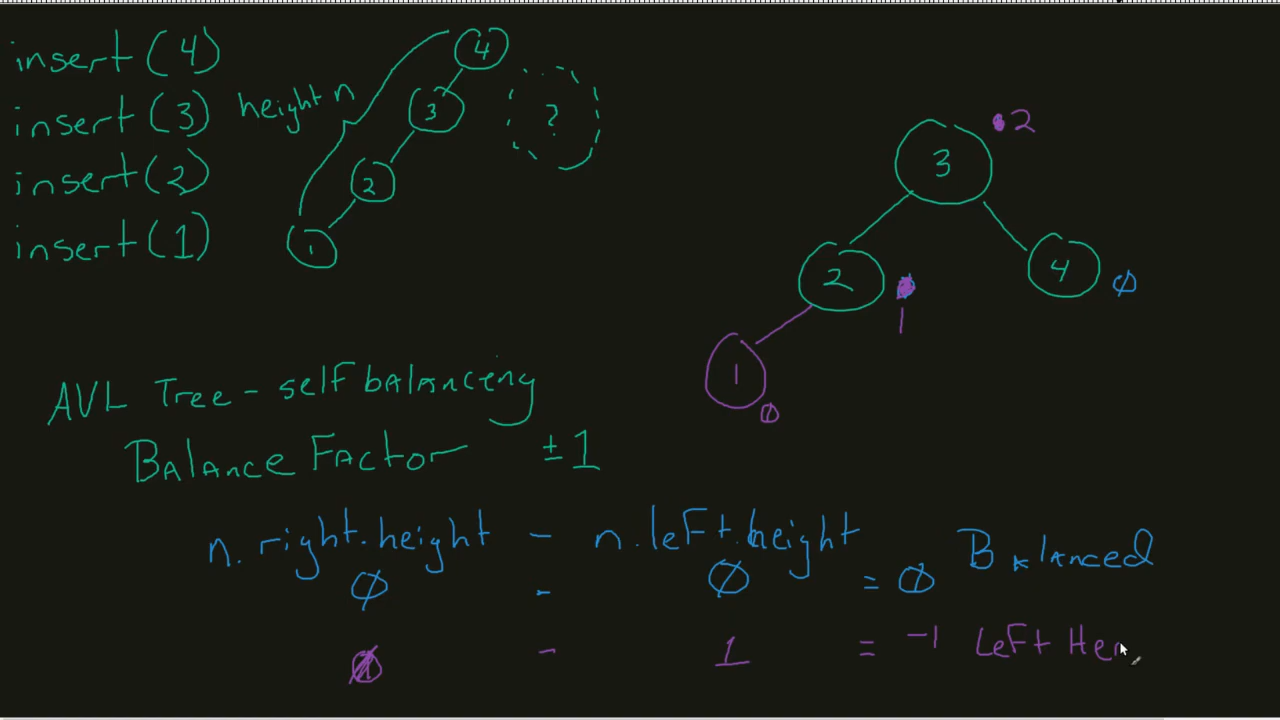 insert(4)
insert(3)
insert(2)
insert(1)
height n
4
3
2
1
?
3
2
2
1
4
Ø
1
Ø
AVL Tree - self balancing
Balance Factor ±1
n.right.height - n.left.height
Ø - Ø = Ø Balanced
- 1 = -1 Left He